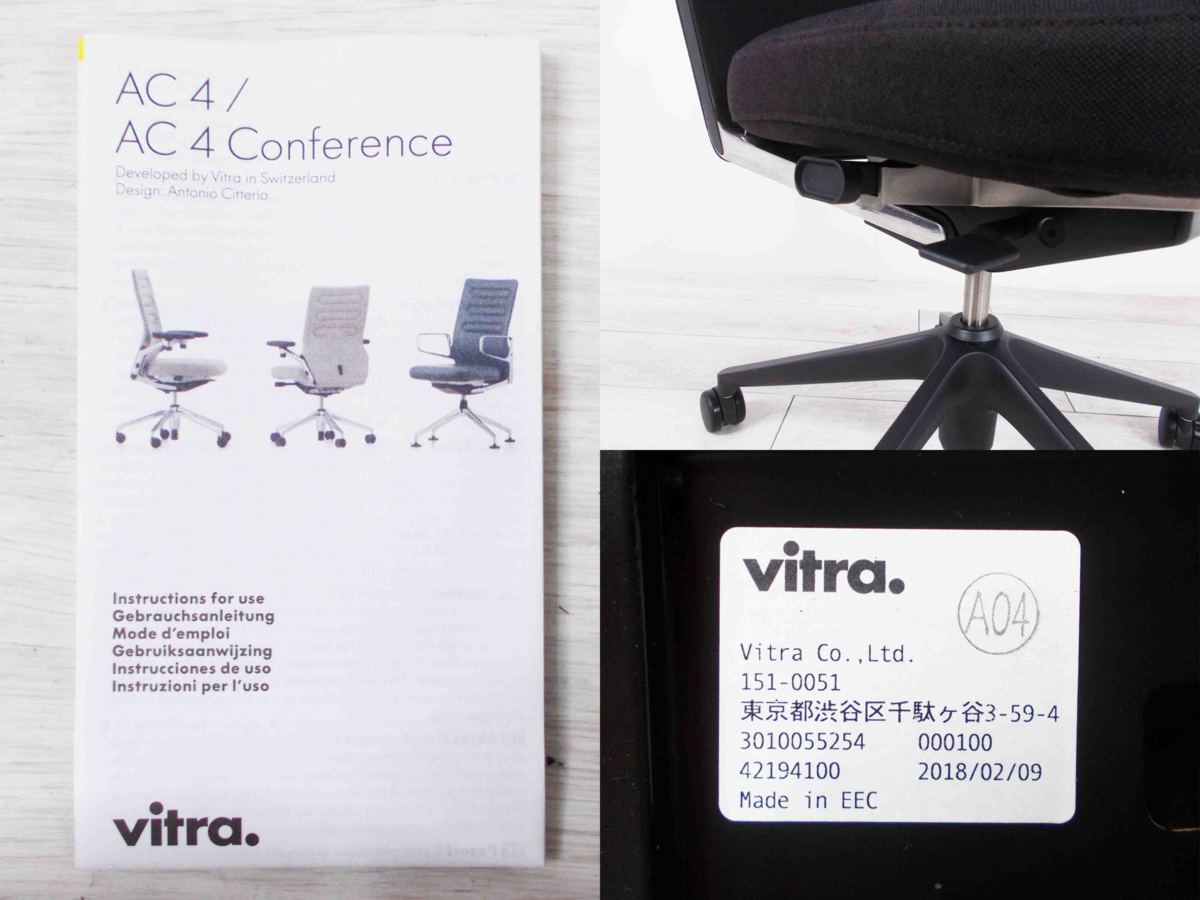 AC 4 /
AC 4 Conference
Developed by Vitra in Switzerland
Design: Antonio Citterio
Instructions for use
Gebrauchsanleitung
Mode d'emploi
Gebruiksaanwijzing
Instrucciones de uso
Instruzioni per l'uso
vitra.
vitra.
A04
Vitra Co.,Ltd.
151-0051
東京都渋谷区千駄ヶ谷3-59-4
3010055254 000100
42194100 2018/02/09
Made in EEC